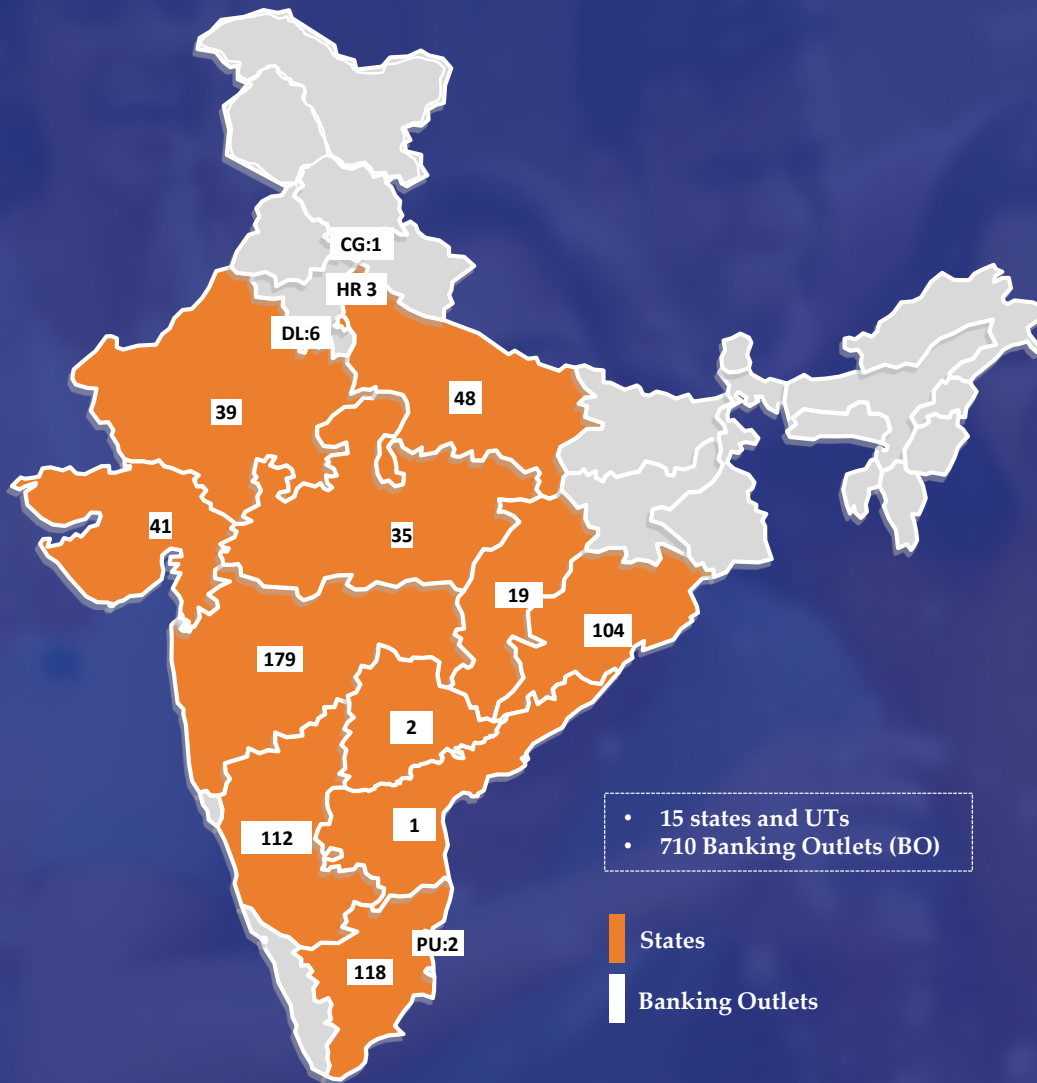 CG:1
HR 3
DL:6
39
48
41
35
19
104
179
2
1
112
PU:2
118
• 15 states and UTs
• 710 Banking Outlets (BO)
States
Banking Outlets